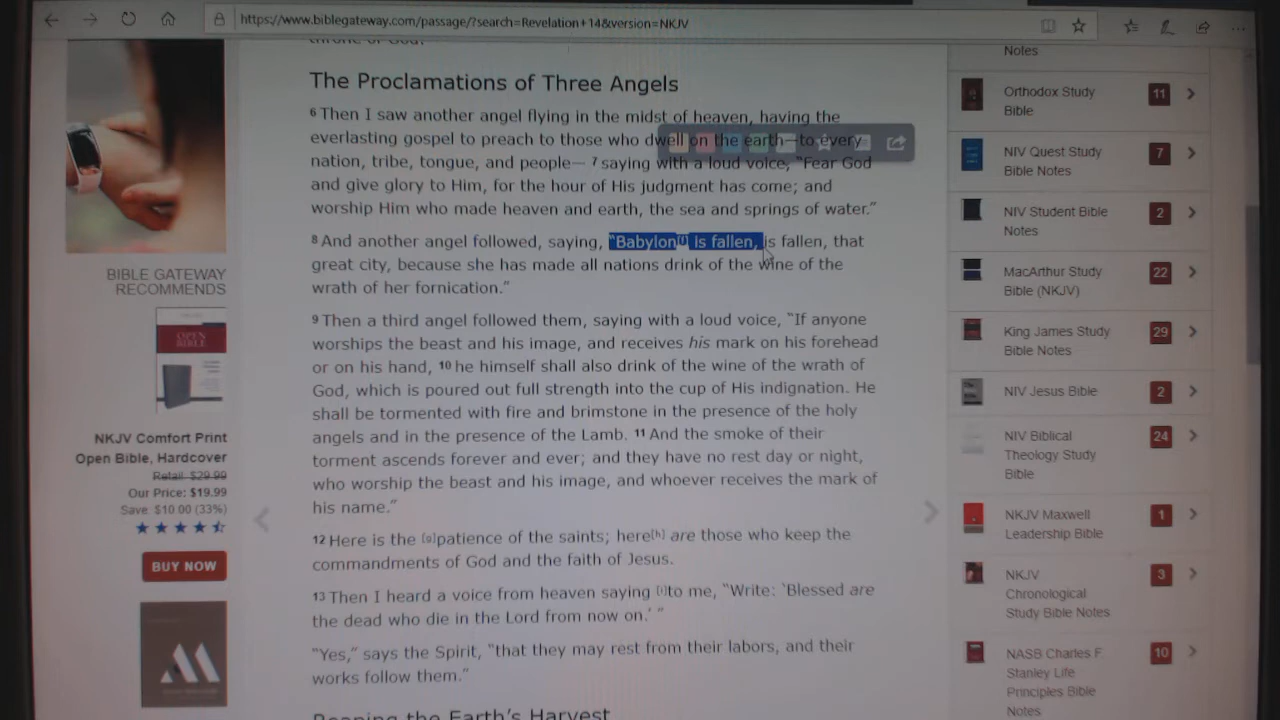 https://www.biblegateway.com/passage/?search=Revelation+14&version=NKJV
The Proclamations of Three Angels
6 Then I saw another angel flying in the midst of heaven, having the
everlasting gospel to preach to those who dwell on the earth—to every
nation, tribe, tongue, and people— 7 saying with a loud voice, “Fear God
and give glory to Him, for the hour of His judgment has come; and
worship Him who made heaven and earth, the sea and springs of water.”
8 And another angel followed, saying, “Babylon is fallen, is fallen, that
great city, because she has made all nations drink of the wine of the
wrath of her fornication.”
9 Then a third angel followed them, saying with a loud voice, “If anyone
worships the beast and his image, and receives his mark on his forehead
or on his hand, 10 he himself shall also drink of the wine of the wrath of
God, which is poured out full strength into the cup of His indignation. He
shall be tormented with fire and brimstone in the presence of the holy
angels and in the presence of the Lamb. 11 And the smoke of their
torment ascends forever and ever; and they have no rest day or night,
who worship the beast and his image, and whoever receives the mark of
his name.”
12 Here is the [g]patience of the saints; here[h] are those who keep the
commandments of God and the faith of Jesus.
13 Then I heard a voice from heaven saying [i]to me, “Write: ‘Blessed are
the dead who die in the Lord from now on.’ ”
“Yes,” says the Spirit, “that they may rest from their labors, and their
works follow them.”
Reaping the Earth’s Harvest
BIBLE GATEWAY
RECOMMENDS
OPEN
BIBLE
NKJV Comfort Print
Open Bible, Hardcover
Retail: $29.99
Our Price: $19.99
Save: $10.00 (33%)
BUY NOW
Notes
Orthodox Study
Bible
11
NIV Quest Study
Bible Notes
7
NIV Student Bible
Notes
2
MacArthur Study
Bible (NKJV)
22
King James Study
Bible Notes
29
NIV Jesus Bible
2
NIV Biblical
Theology Study
Bible
24
NKJV Maxwell
Leadership Bible
1
NKJV
Chronological
Study Bible Notes
3
NASB Charles F.
Stanley Life
Principles Bible
Notes
10